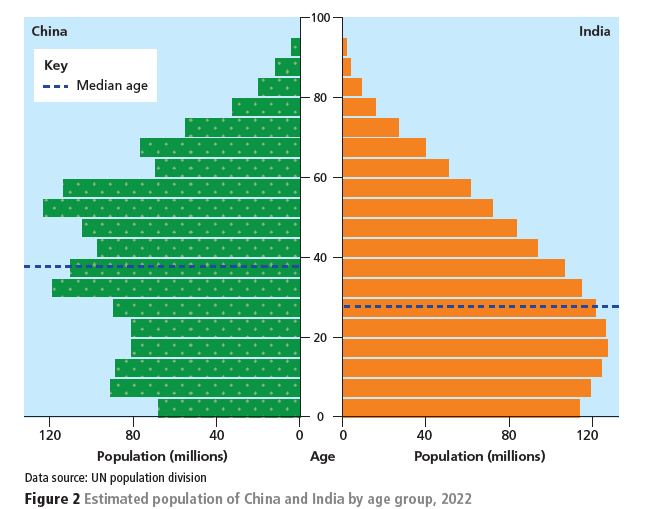 China
India
Key
Median age
100
80
60
40
20
0
120 80 40 0
0 40 80 120
Population (millions) Age Population (millions)
Data source: UN population division
Figure 2 Estimated population of China and India by age group, 2022